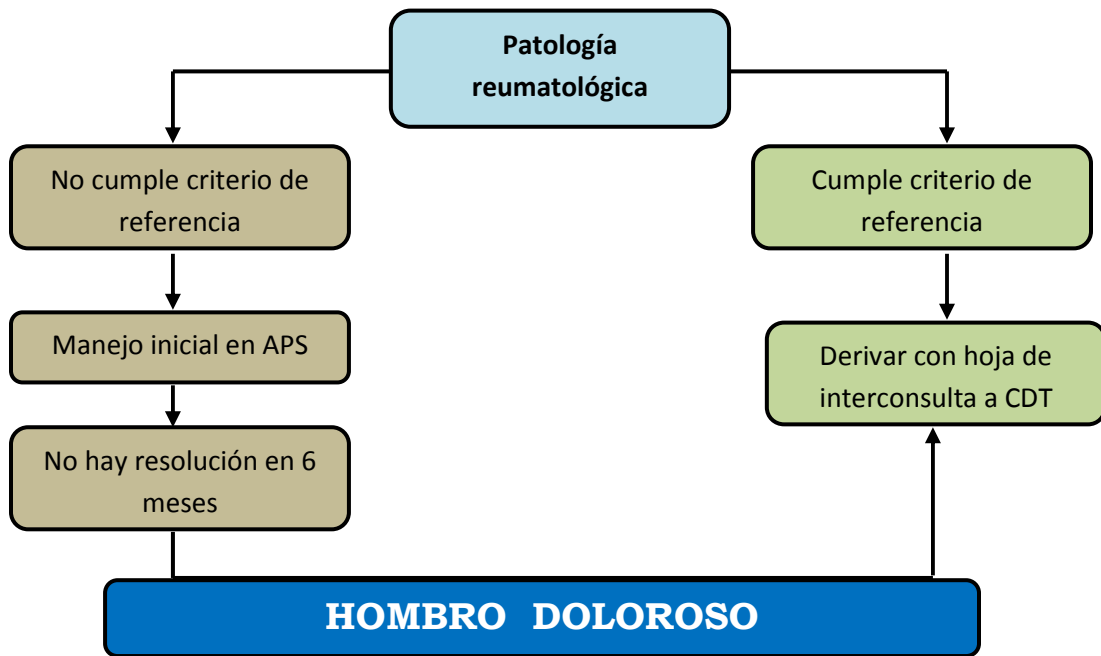 Patología
reumatológica
No cumple criterio de
referencia
Cumple criterio de
referencia
Manejo inicial en APS
Derivar con hoja de
interconsulta a CDT
No hay resolución en 6
meses
HOMBRO DOLOROSO